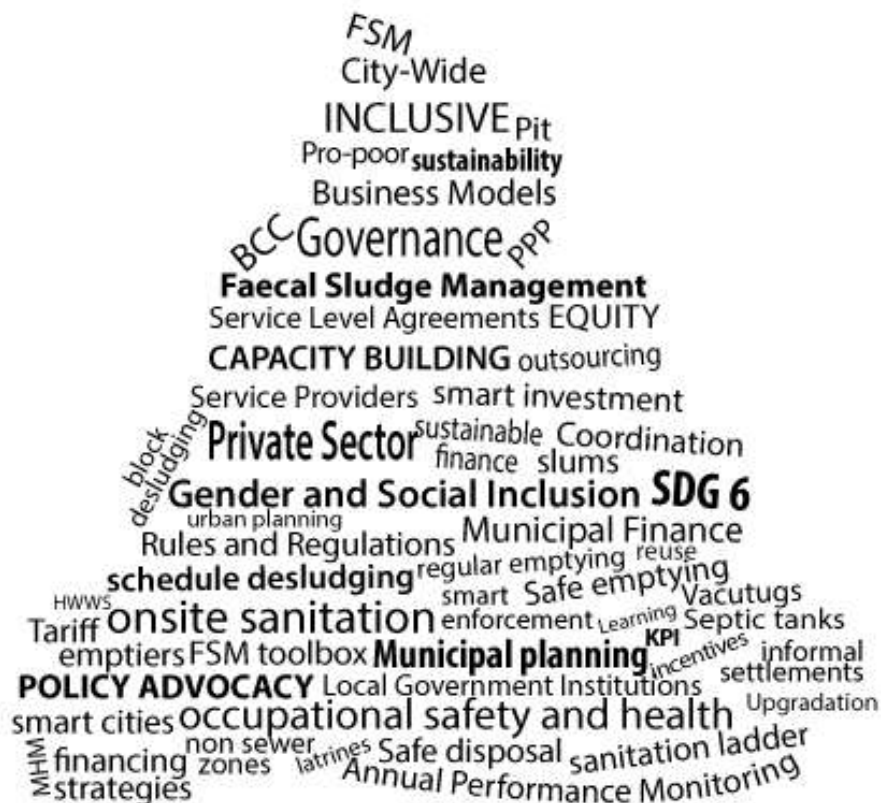 FSM
City-Wide
INCLUSIVE Pit
Pro-poor sustainability
Business Models
BCC Governance PPP
Faecal Sludge Management
Service Level Agreements EQUITY
CAPACITY BUILDING outsourcing
Service Providers smart investment
block desludging Private Sector sustainable finance Coordination
slums
Gender and Social Inclusion SDG 6
urban planning
Rules and Regulations Municipal Finance
schedule desludging regular emptying reuse
smart Safe emptying
HWWS Vacutugs
Tariff onsite sanitation enforcement Learning Septic tanks
emptiers FSM toolbox Municipal planning KPI incentives informal settlements
POLICY ADVOCACY Local Government Institutions
smart cities occupational safety and health Upgradation
MHM financing strategies non sewer zones latrines Safe disposal sanitation ladder
Annual Performance Monitoring